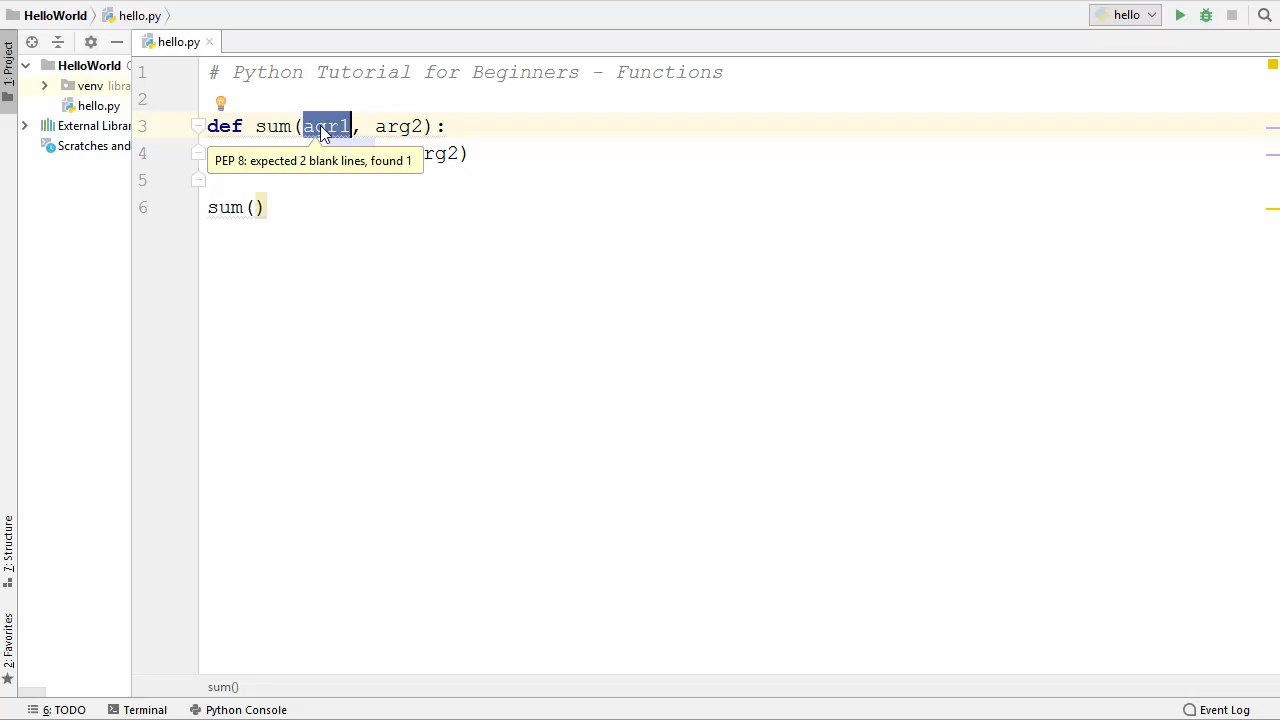 HelloWorld hello.py hello
1: Project
hello.py
HelloWorld
venv libra
hello.py
External Librar
Scratches and
1 # Python Tutorial for Beginners - Functions
2
3 def sum(agr1, arg2):
4 rg2)
PEP 8: expected 2 blank lines, found 1
5
6 sum()
7: Structure
2: Favorites
sum()
6: TODO Terminal Python Console Event Log